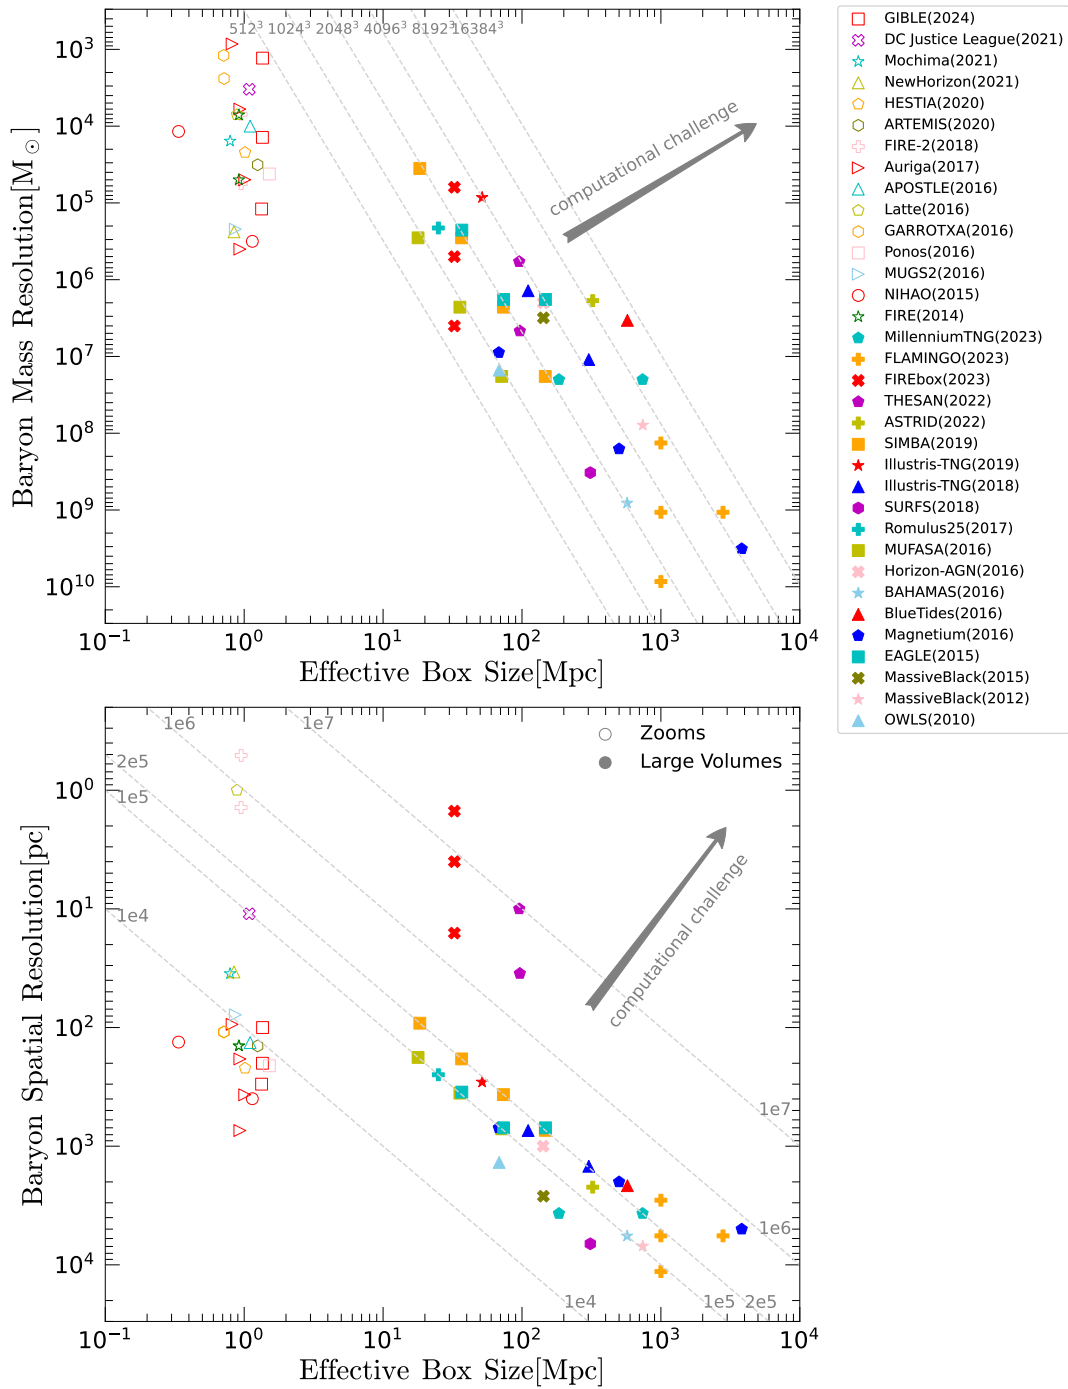 512³ 1024³ 2048³ 4096³ 8192³ 16384³
10³
10⁴
10⁵
10⁶
10⁷
10⁸
10⁹
10¹⁰
Baryon Mass Resolution[M⊙]
computational challenge
10⁻¹ 10⁰ 10¹ 10² 10³ 10⁴
Effective Box Size[Mpc]
GIBLE(2024)
DC Justice League(2021)
Mochima(2021)
NewHorizon(2021)
HESTIA(2020)
ARTEMIS(2020)
FIRE-2(2018)
Auriga(2017)
APOSTLE(2016)
Latte(2016)
GARROTXA(2016)
Ponos(2016)
MUGS2(2016)
NIHAO(2015)
FIRE(2014)
MillenniumTNG(2023)
FLAMINGO(2023)
FIREbox(2023)
THESAN(2022)
ASTRID(2022)
SIMBA(2019)
Illustris-TNG(2019)
Illustris-TNG(2018)
SURFS(2018)
Romulus25(2017)
MUFASA(2016)
Horizon-AGN(2016)
BAHAMAS(2016)
BlueTides(2016)
Magnetium(2016)
EAGLE(2015)
MassiveBlack(2015)
MassiveBlack(2012)
OWLS(2010)
1e6 1e7
2e5
1e5
1e4
Zooms
Large Volumes
10⁰
10¹
10²
10³
10⁴
Baryon Spatial Resolution[pc]
computational challenge
1e7
1e6
1e4 1e5 2e5
10⁻¹ 10⁰ 10¹ 10² 10³ 10⁴
Effective Box Size[Mpc]